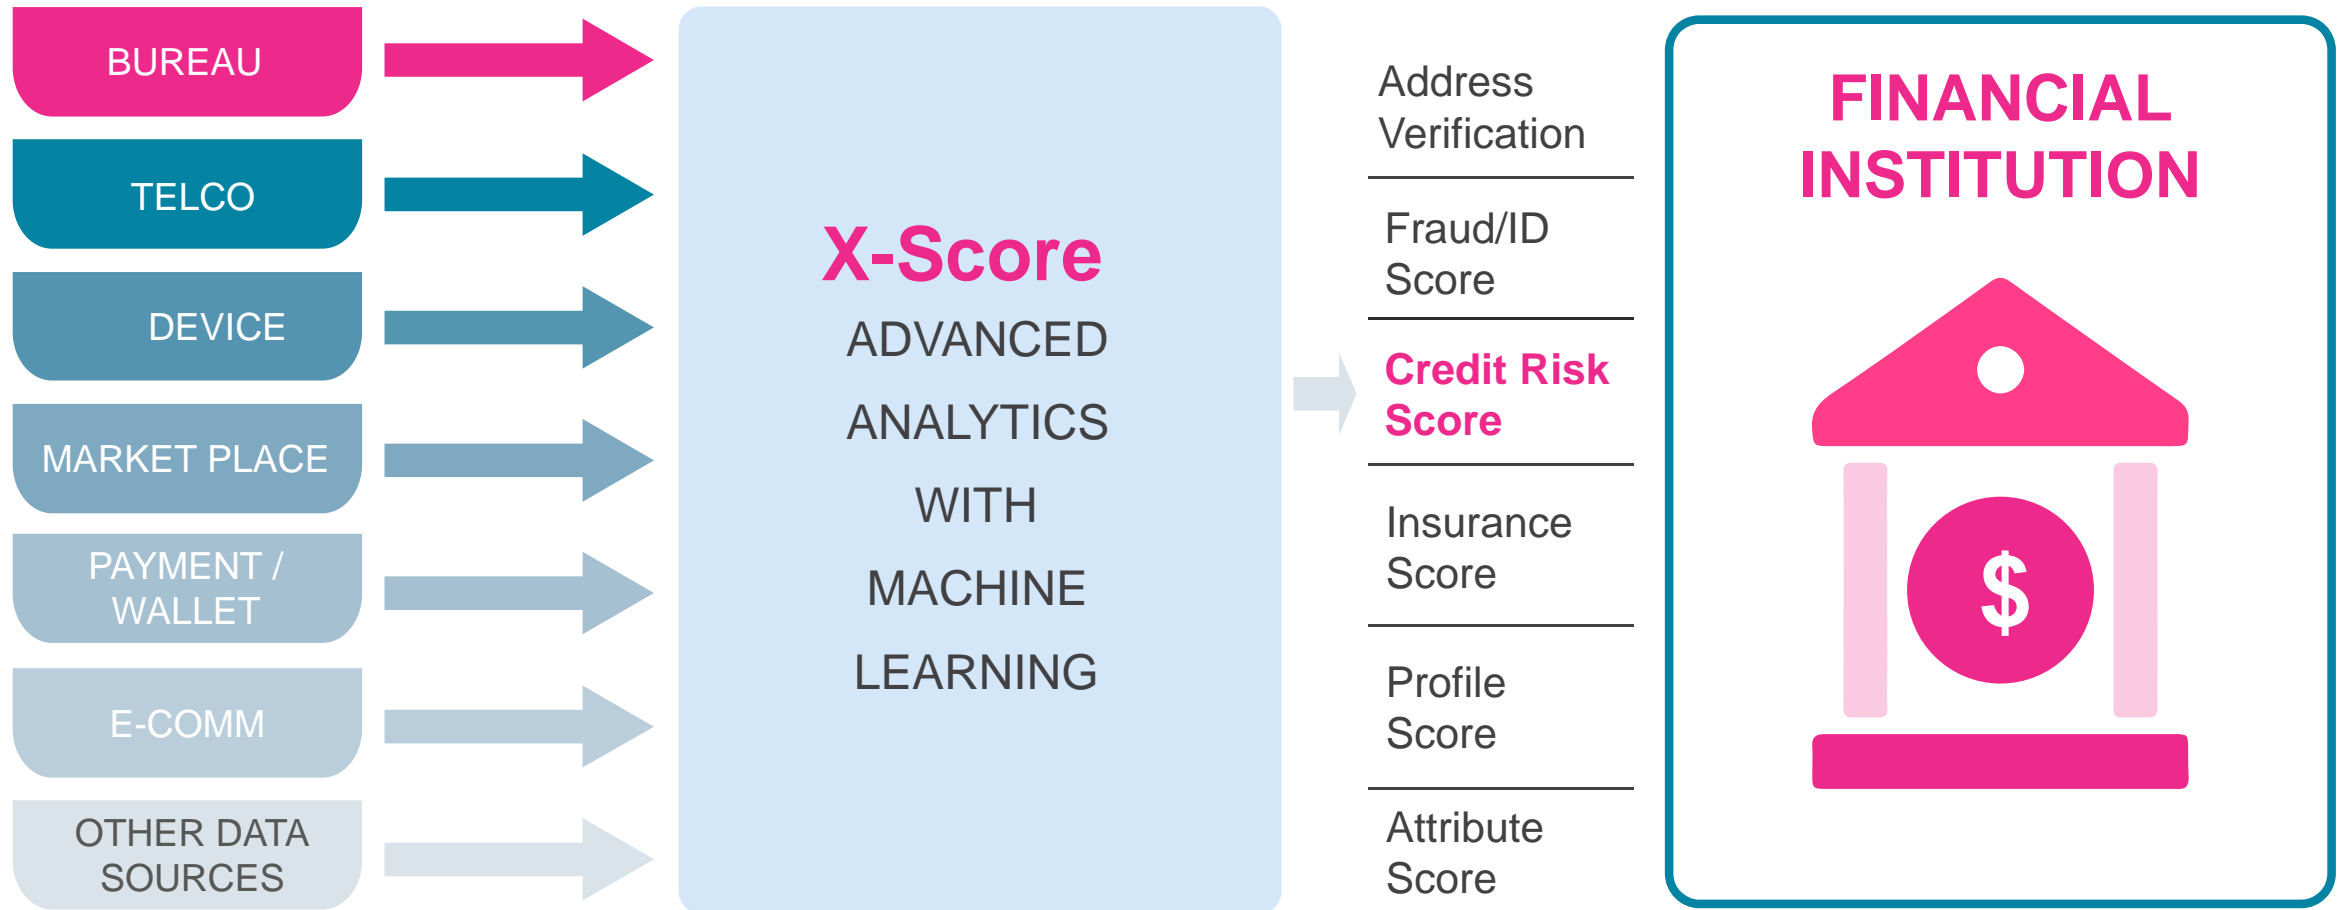 BUREAU
TELCO
DEVICE
MARKET PLACE
PAYMENT /
WALLET
E-COMM
OTHER DATA
SOURCES
X-Score
ADVANCED
ANALYTICS
WITH
MACHINE
LEARNING
Address
Verification
Fraud/ID
Score
Credit Risk
Score
Insurance
Score
Profile
Score
Attribute
Score
FINANCIAL
INSTITUTION
$